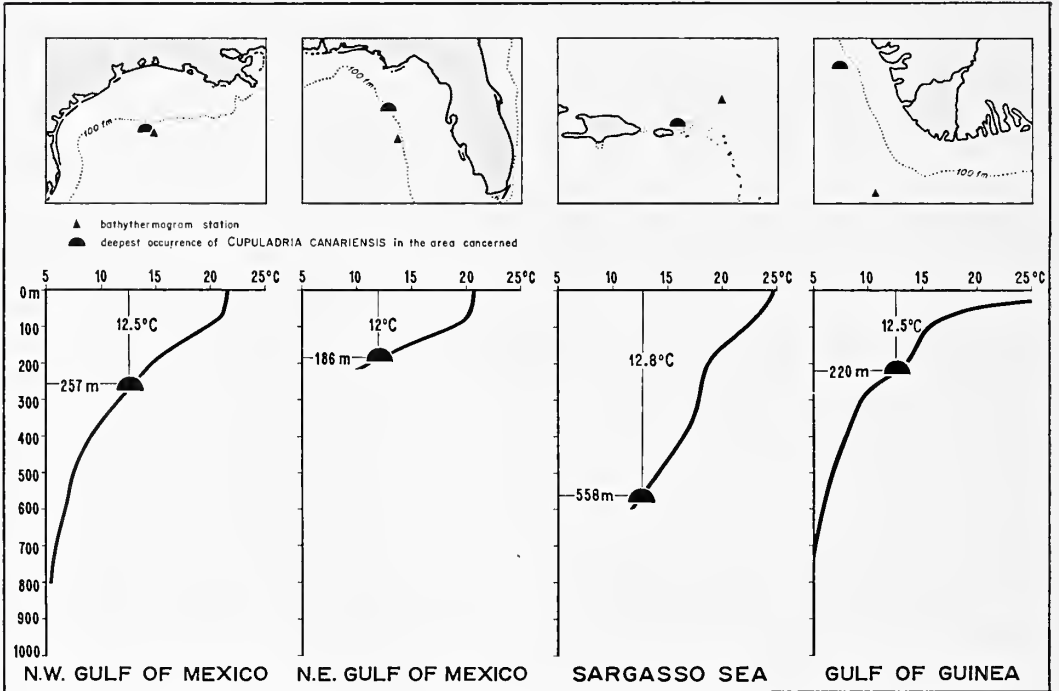 100 fm
100 fm
100 fm
bathythermogram station
deepest occurrence of CUPULADRIA CANARIENSIS in the area concerned
5 10 15 20 25°C
5 10 15 20 25°C
5 10 15 20 25°C
5 10 15 20 25°C
0m
100
200
300
400
500
600
700
800
900
1000
12.5°C
257 m
12°C
186 m
12.8°C
558m
12.5°C
220m
N.W. GULF OF MEXICO
N.E. GULF OF MEXICO
SARGASSO SEA
GULF OF GUINEA